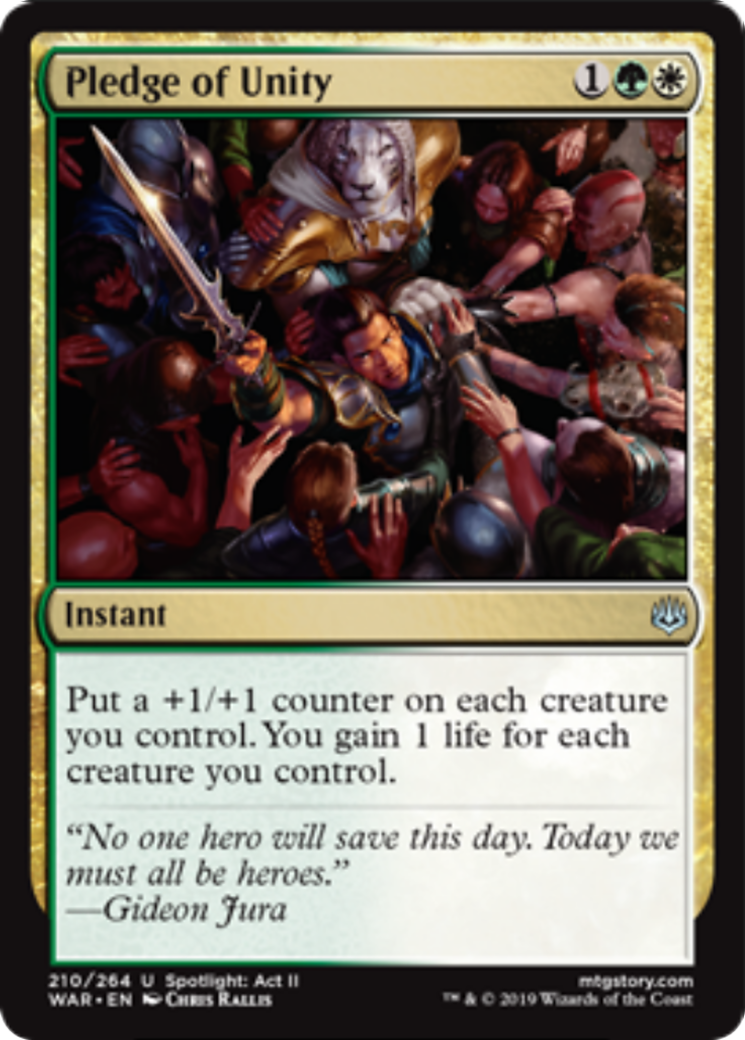 Pledge of Unity 1
Instant
Put a +1/+1 counter on each creature
you control. You gain 1 life for each
creature you control.
“No one hero will save this day. Today we
must all be heroes.”
—Gideon Jura
210/264 U Spotlight: Act II
mtgstory.com
WAR • EN Chris Rallis
™ & © 2019 Wizards of the Coast